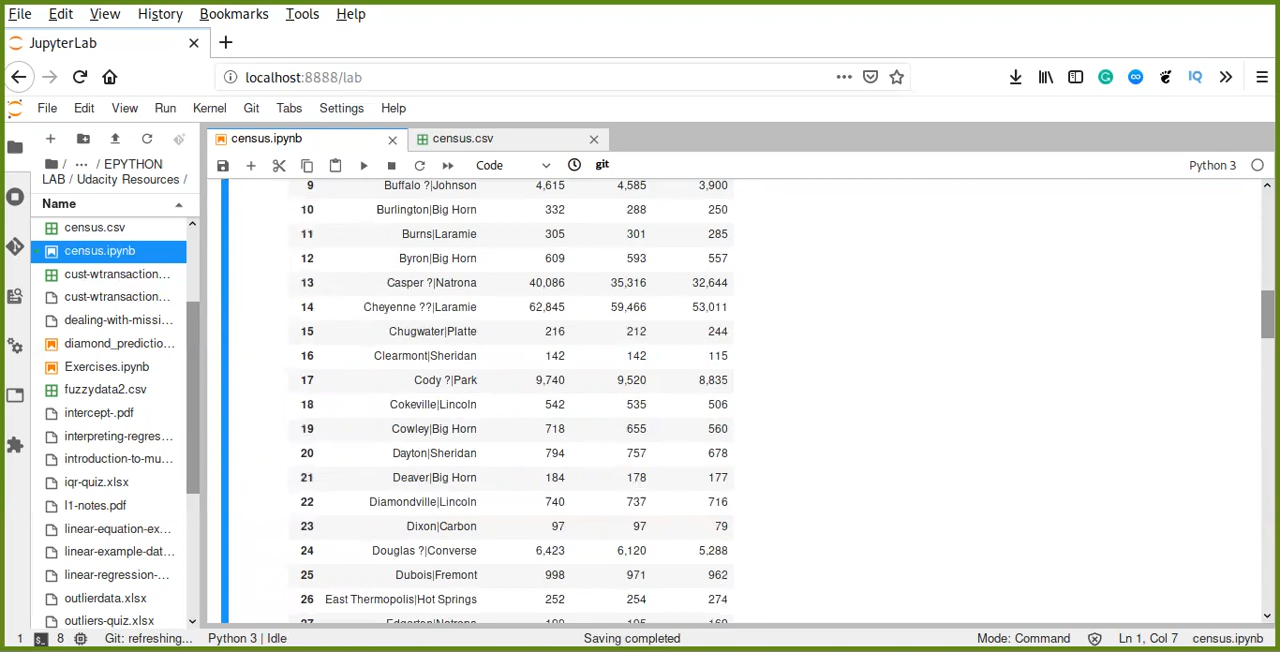 File Edit View History Bookmarks Tools Help
JupyterLab
localhost:8888/lab
IQ
File Edit View Run Kernel Git Tabs Settings Help
/ ··· / EPYTHON
LAB / Udacity Resources /
Name
census.csv
census.ipynb
cust-wtransaction...
cust-wtransaction...
dealing-with-missi...
diamond_predictio...
Exercises.ipynb
fuzzydata2.csv
intercept-.pdf
interpreting-regres...
introduction-to-mu...
iqr-quiz.xlsx
l1-notes.pdf
linear-equation-ex...
linear-example-dat...
linear-regression-...
outlierdata.xlsx
outliers-quiz.xlsx
census.ipynb
census.csv
Code
git
Python 3
9 Buffalo ?|Johnson 4,615 4,585 3,900
10 Burlington|Big Horn 332 288 250
11 Burns|Laramie 305 301 285
12 Byron|Big Horn 609 593 557
13 Casper ?|Natrona 40,086 35,316 32,644
14 Cheyenne ??|Laramie 62,845 59,466 53,011
15 Chugwater|Platte 216 212 244
16 Clearmont|Sheridan 142 142 115
17 Cody ?|Park 9,740 9,520 8,835
18 Cokeville|Lincoln 542 535 506
19 Cowley|Big Horn 718 655 560
20 Dayton|Sheridan 794 757 678
21 Deaver|Big Horn 184 178 177
22 Diamondville|Lincoln 740 737 716
23 Dixon|Carbon 97 97 79
24 Douglas ?|Converse 6,423 6,120 5,288
25 Dubois|Fremont 998 971 962
26 East Thermopolis|Hot Springs 252 254 274
1 8 Git: refreshing... Python 3 | Idle Saving completed Mode: Command Ln 1, Col 7 census.ipynb